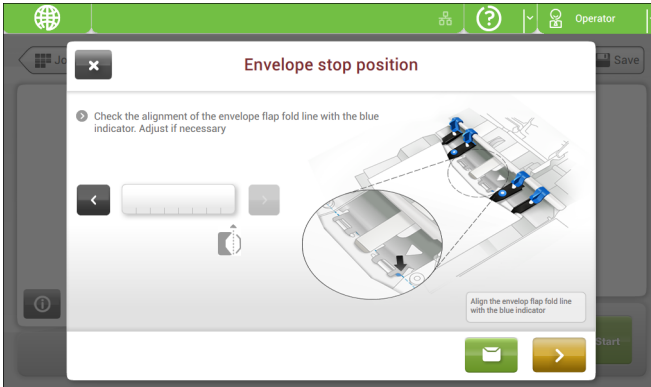 Operator
Jo
Save
Envelope stop position
Check the alignment of the envelope flap fold line with the blue
indicator. Adjust if necessary
Align the envelop flap fold line
with the blue indicator
Start